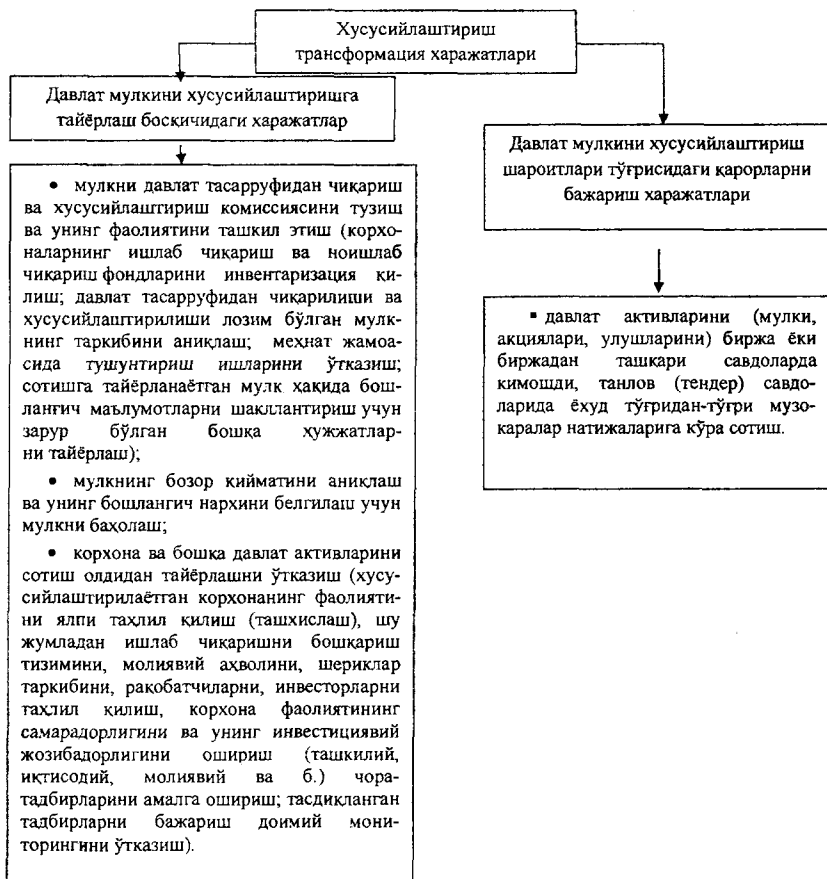 Хусусийлаштириш
трансформация харажатлари
Давлат мулкини хусусийлаштиришга
тайёрлаш босқичидаги харажатлар
• мулкни давлат тасарруфидан чиқариш
ва хусусийлаштириш комиссиясини тузиш
ва унинг фаолиятини ташкил этиш (корхо-
наларнинг ишлаб чиқариш ва ноишлаб
чиқариш фондларини инвентаризация қи-
лиш; давлат тасарруфидан чиқарилиши ва
хусусийлаштирилиши лозим бўлган мулк-
нинг таркибини аниқлаш; меҳнат жамоа-
сида тушунтириш ишларини ўтказиш;
сотишга тайёрланаётган мулк ҳақида бош-
ланғич маълумотларни шакллантириш учун
зарур бўлган бошқа ҳужжатлар-
ни тайёрлаш);
• мулкнинг бозор қийматини аниқлаш
ва унинг бошланғич нархини белгилаш учун
мулкни баҳолаш;
• корхона ва бошқа давлат активларини
сотиш олдидан тайёрлашни ўтказиш (хусу-
сийлаштирилаётган корхонанинг фаолияти-
ни ялпи таҳлил қилиш (ташхислаш), шу
жумладан ишлаб чиқаришни бошқариш
тизимини, молиявий аҳволини, шериклар
таркибини, рақобатчиларни, инвесторларни
таҳлил қилиш, корхона фаолиятининг
самарадорлигини ва унинг инвестициявий
жозибадорлигини ошириш (ташкилий,
иқтисодий, молиявий ва б.) чора-
тадбирларини амалга ошириш; тасдиқланган
тадбирларни бажариш доимий мони-
торингини ўтказиш).
Давлат мулкини хусусийлаштириш
шароитлари тўғрисидаги қарорларни
бажариш харажатлари
▪ давлат активларини (мулки,
акциялари, улушларини) биржа ёки
биржадан ташқари савдоларда
кимошди, танлов (тендер) савдо-
ларида ёхуд тўғридан-тўғри музо-
каралар натижаларига кўра сотиш.